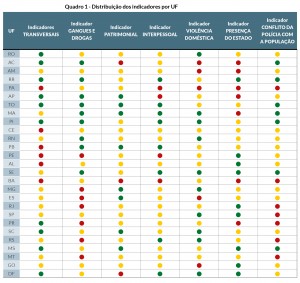 Quadro 1 - Distribuição dos indicadores por UF
UF
Indicadores
TRANSVERSAIS
Indicador
GANGUES E
DROGAS
Indicador
PATRIMONIAL
Indicador
INTERPESSOAL
Indicador
VIOLÊNCIA
DOMÉSTICA
Indicador
PRESENÇA
DO ESTADO
Indicador
CONFLITO DA
POLÍCIA COM
A POPULAÇÃO
RO
AC
AM
RR
PA
AP
TO
MA
PI
CE
RN
PB
PE
AL
SE
BA
MG
ES
RJ
SP
PR
SC
RS
MS
MT
GO
DF